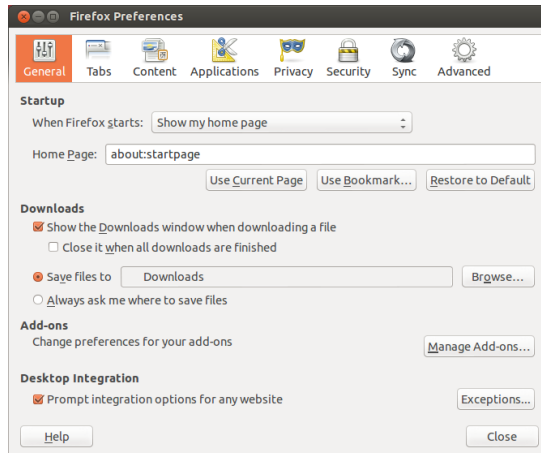 Firefox Preferences
General Tabs Content Applications Privacy Security Sync Advanced
Startup
When Firefox starts: Show my home page
Home Page: about:startpage
Use Current Page Use Bookmark... Restore to Default
Downloads
Show the Downloads window when downloading a file
Close it when all downloads are finished
Save files to Downloads Browse...
Always ask me where to save files
Add-ons
Change preferences for your add-ons
Manage Add-ons...
Desktop Integration
Prompt integration options for any website Exceptions...
Help Close